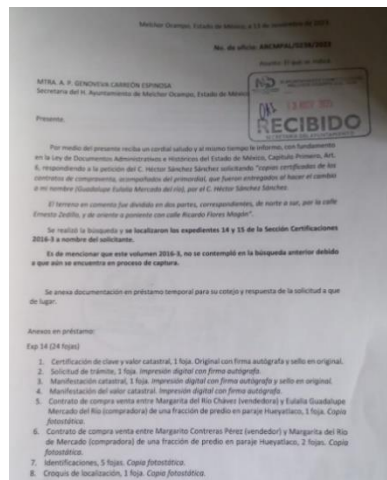 Melchor Ocampo, Estado de México, a 13 de noviembre de
No. de oficio:
Asunto: El que se indica
MTRA. A. P. GENOVEVA CARREÓN ESPINOSA
Secretaria del H. Ayuntamiento de Melchor Ocampo, Estado de México
RECIBIDO
Presente.
Por medio del presente reciba un cordial saludo y al mismo tiempo le informo, con fundamento
en la Ley de Documentos Administrativos e Históricos del Estado de México, Capítulo Primero, Art.
6, respondiendo a la petición del C. Héctor Sánchez Sánchez solicitando "copias certificadas de los
contratos de compraventa, acompañados del primordial, que fueron entregados al hacer el cambio
a mi nombre (Guadalupe Eulalia Mercado del río), por el C. Héctor Sánchez Sánchez.
El terreno en comento fue dividido en dos partes, correspondientes, de norte a sur, por la calle
Ernesto Zedillo, y de oriente a poniente con calle Ricardo Flores Magón".
Se realizó la búsqueda y se localizaron los expedientes 14 y 15 de la Sección Certificaciones
2016-3 a nombre del solicitante.
Es de mencionar que este volumen 2016-3, no se contempló en la búsqueda anterior debido
a que aún se encuentra en proceso de captura.
Se anexa documentación en préstamo temporal para su cotejo y respuesta de la solicitud a que
de lugar.
Anexos en préstamo:
Exp 14 (24 fojas)
1. Certificación de clave y valor catastral, 1 foja. Original con firma autógrafa y sello en original.
2. Solicitud de trámite, 1 foja. Impresión digital con firma autógrafa.
3. Manifestación catastral, 1 foja. Impresión digital con firma autógrafa y sello en original.
4. Manifestación del valor catastral. Impresión digital con firma autógrafa.
5. Contrato de compra venta entre Margarita del Río Chávez (vendedora) y Eulalia Guadalupe
Mercado del Río (compradora) de una fracción de predio en paraje Hueyatlaco, 1 foja. Copia
fotostática.
6. Contrato de compra venta entre Margarito Contreras Pérez (vendedor) y Margarita del Río
de Mercado (compradora) de una fracción de predio en paraje Hueyatlaco, 2 fojas. Copia
fotostática.
7. Identificaciones, 5 fojas. Copia fotostática.
8. Croquis de localización, 1 foja. Copia fotostática.